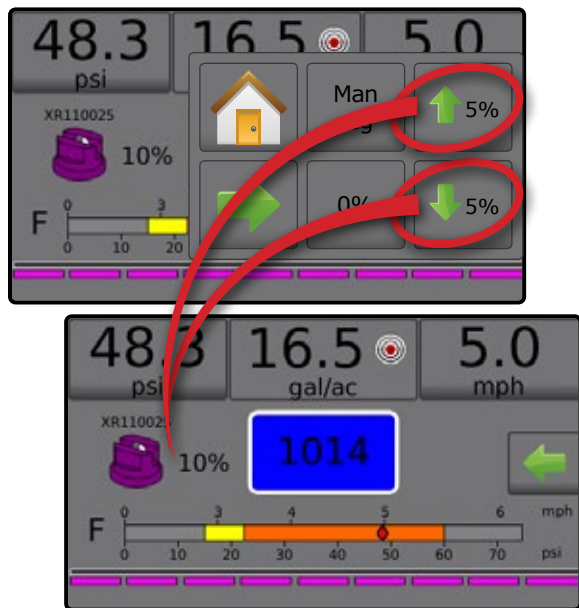 48.3 16.5 5.0
psi
Man
5%
XR110025
10%
0% 5%
F
0 3
0 10 20
48.3 16.5 5.0
psi gal/ac mph
XR110025
10% 1014
0 3 4 5 6 mph
F
0 10 20 30 40 50 60 70 psi